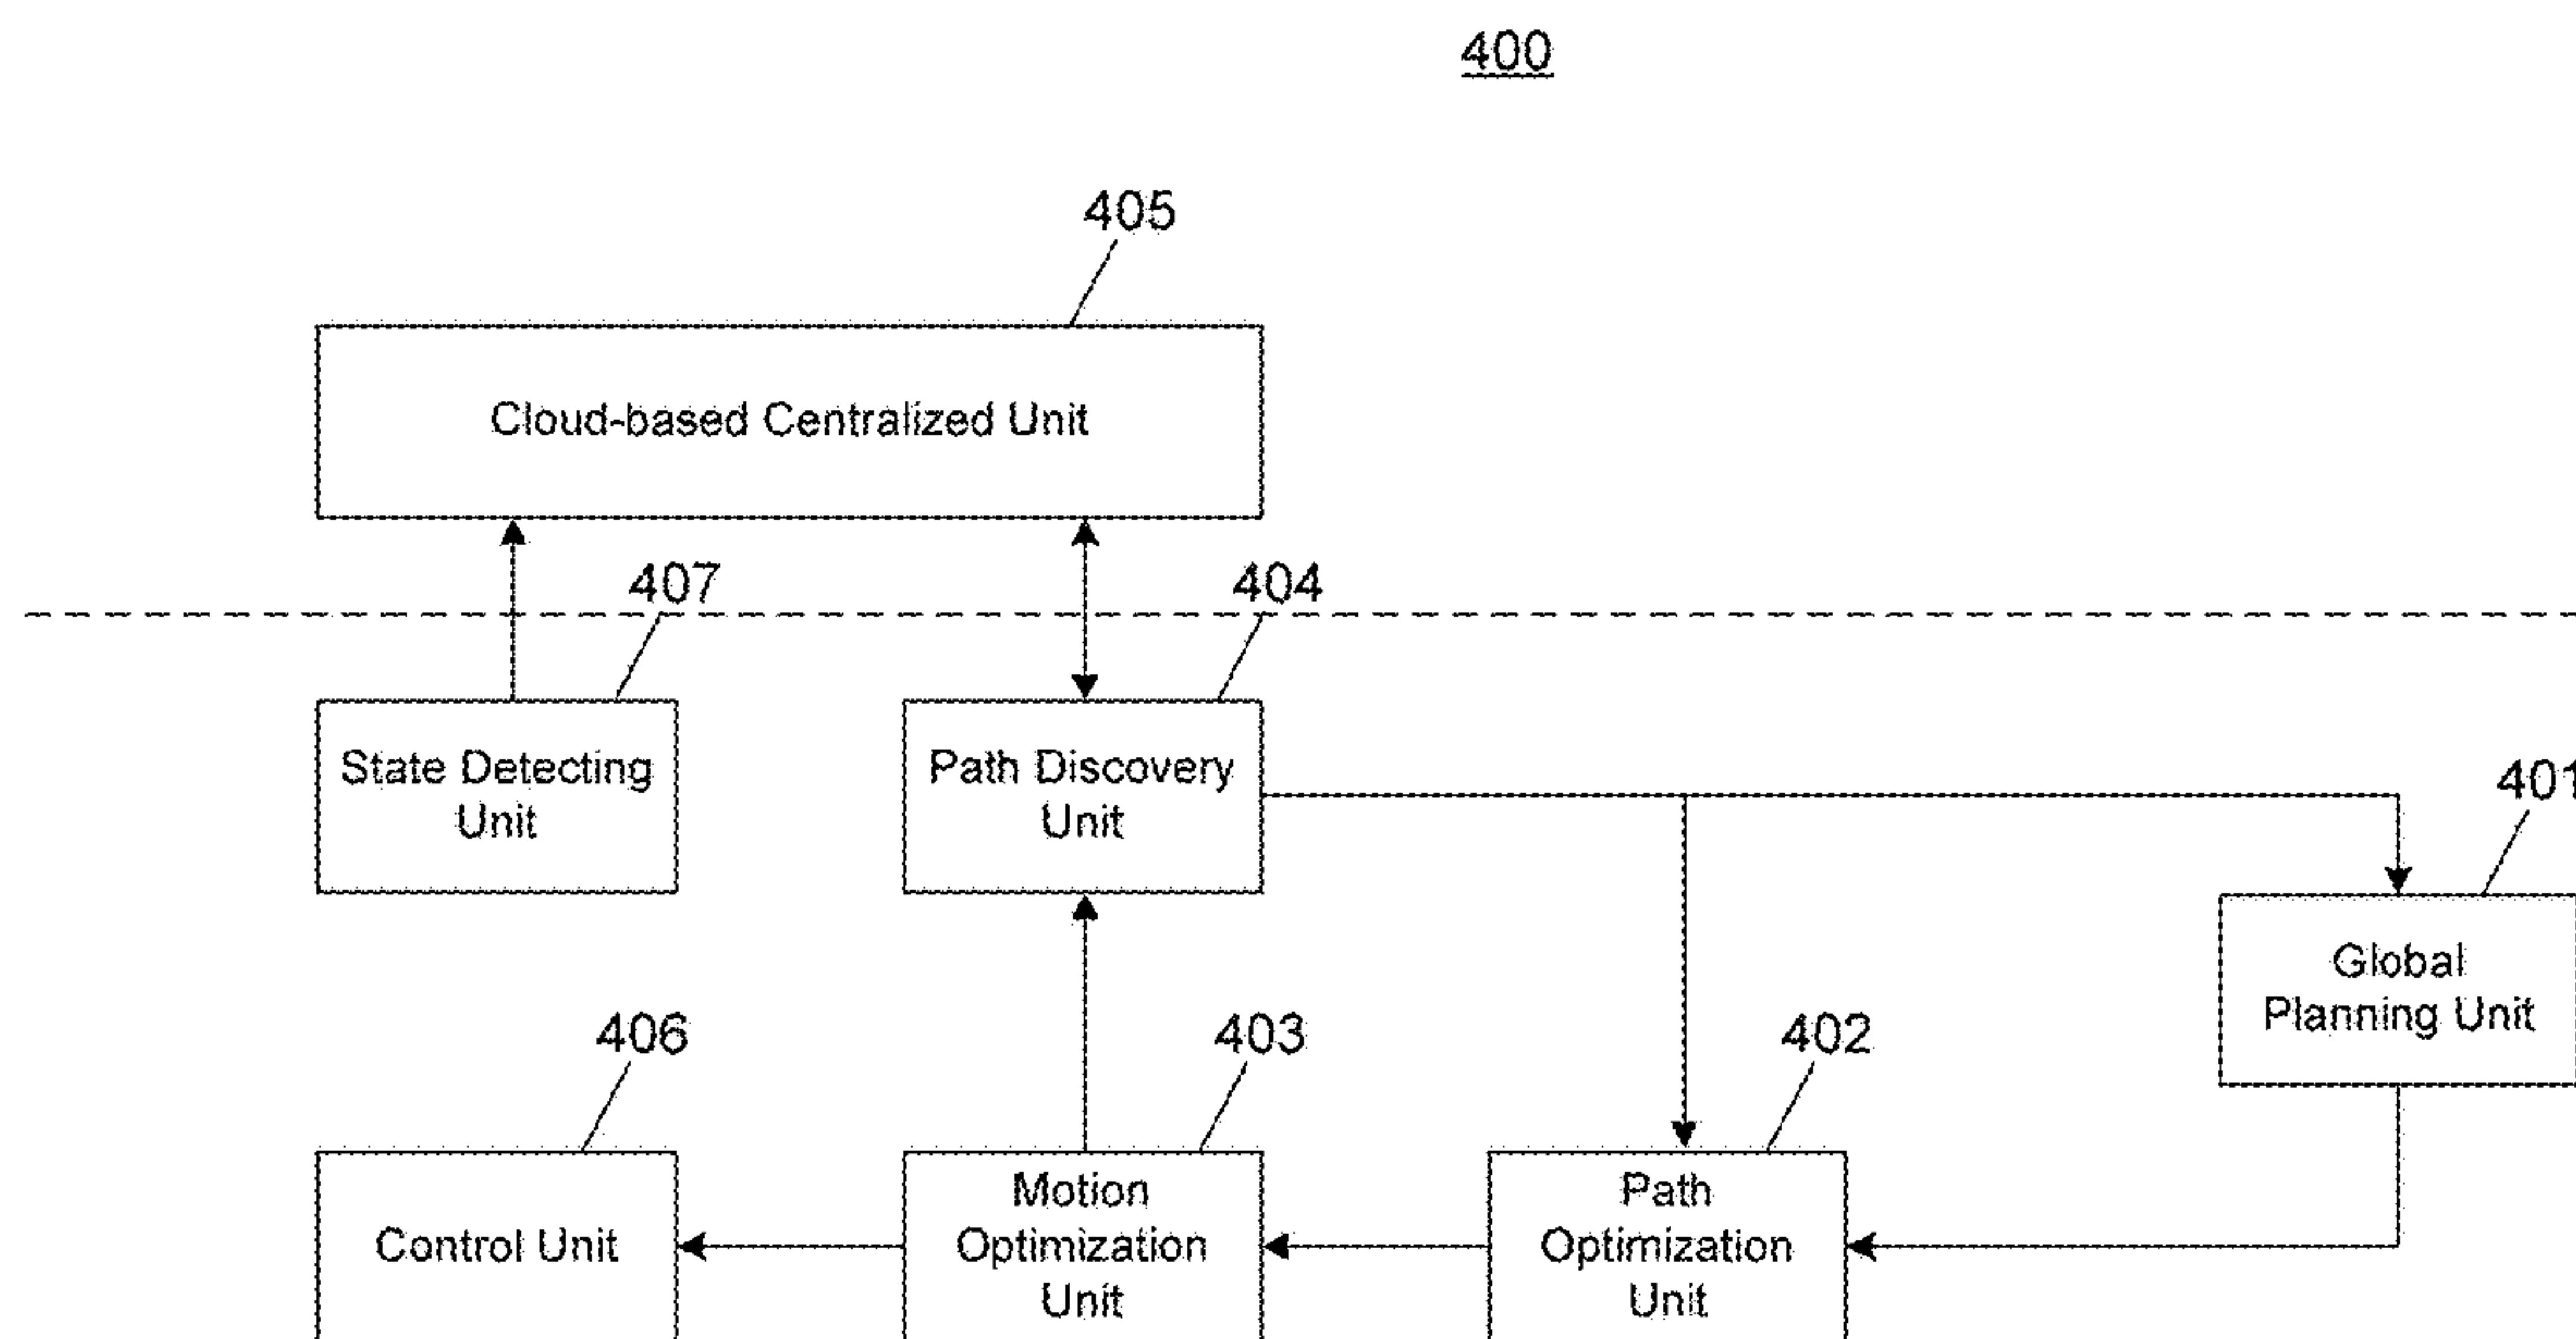 400
405
Cloud-based Centralized Unit
407
404
State Detecting
Unit
Path Discovery
Unit
401
Global
Planning Unit
406
403
402
Control Unit
Motion
Optimization
Unit
Path
Optimization
Unit